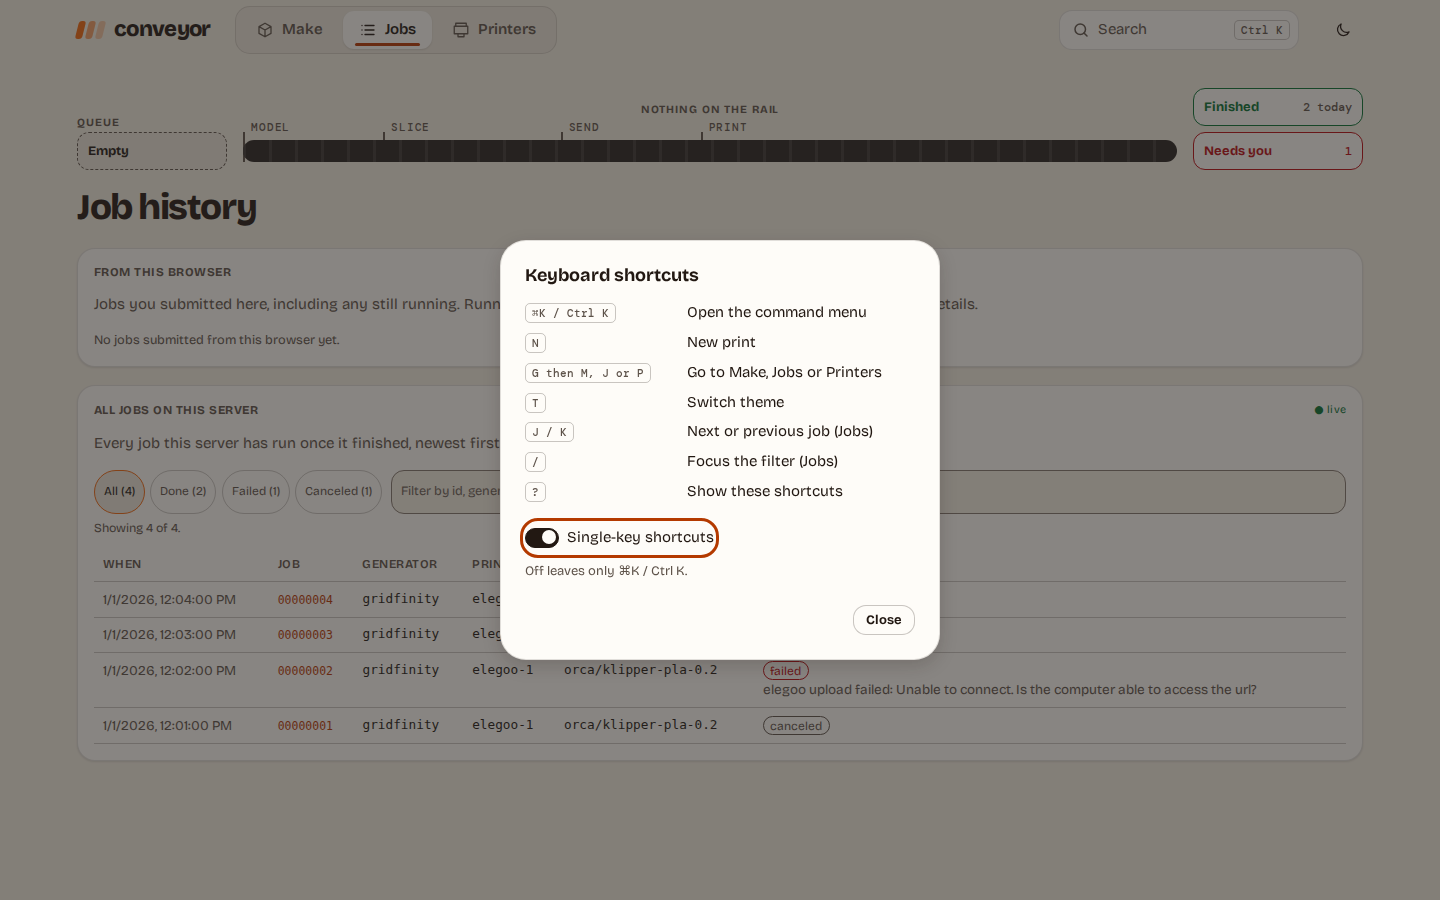 conveyor
Make
Jobs
Printers
Search
Ctrl K
QUEUE
Empty
NOTHING ON THE RAIL
MODEL
SLICE
SEND
PRINT
Finished 2 today
Needs you 1
Job history
FROM THIS BROWSER
Jobs you submitted here, including any still running. Runn
etails.
No jobs submitted from this browser yet.
ALL JOBS ON THIS SERVER
live
Every job this server has run once it finished, newest first
All (4)
Done (2)
Failed (1)
Canceled (1)
Filter by id, gener
Showing 4 of 4.
WHEN JOB GENERATOR PRIN
1/1/2026, 12:04:00 PM 00000004 gridfinity eleg
1/1/2026, 12:03:00 PM 00000003 gridfinity eleg
1/1/2026, 12:02:00 PM 00000002 gridfinity elegoo-1 orca/klipper-pla-0.2 failed
elegoo upload failed: Unable to connect. Is the computer able to access the url?
1/1/2026, 12:01:00 PM 00000001 gridfinity elegoo-1 orca/klipper-pla-0.2 canceled
Keyboard shortcuts
⌘K / Ctrl K Open the command menu
N New print
G then M, J or P Go to Make, Jobs or Printers
T Switch theme
J / K Next or previous job (Jobs)
/ Focus the filter (Jobs)
? Show these shortcuts
Single-key shortcuts
Off leaves only ⌘K / Ctrl K.
Close